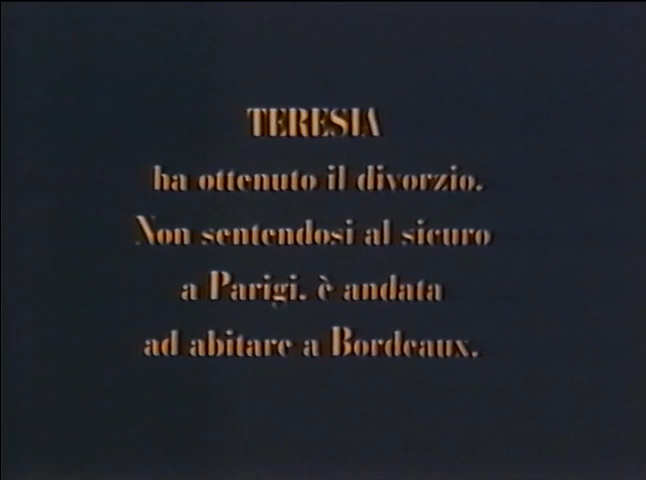 TERESIA
ha ottenuto il divorzio.
Non sentendosi al sicuro
a Parigi, è andata
ad abitare a Bordeaux.